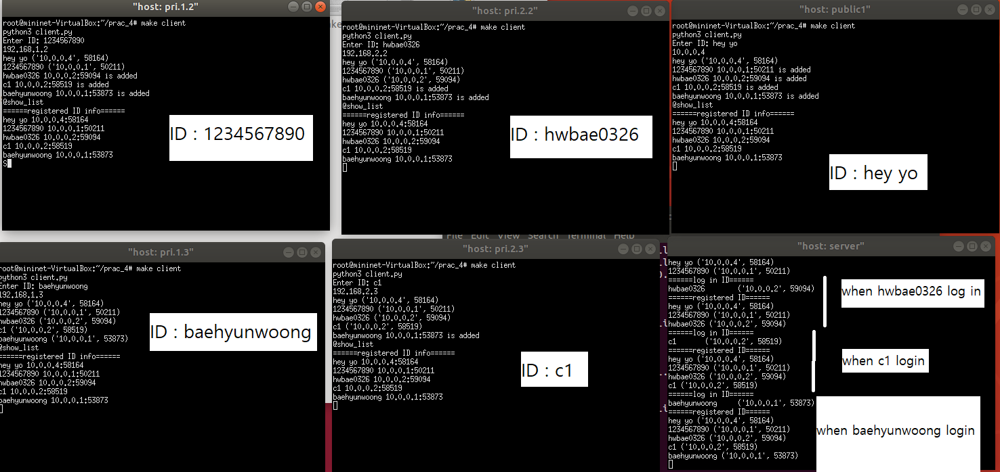 "host: pri.1.2"
root@mininet-VirtualBox:~/prac_4# make client
python3 client.py
Enter ID: 1234567890
192.168.1.2
hey yo ('10.0.0.4', 58164)
1234567890 ('10.0.0.1', 50211)
hwbae0326 10.0.0.2:59094 is added
c1 10.0.0.2:58519 is added
baehyunwoong 10.0.0.1:53873 is added
@show_list
======registered ID info======
hey yo 10.0.0.4:58164
1234567890 10.0.0.1:50211
hwbae0326 10.0.0.2:59094
c1 10.0.0.2:58519
baehyunwoong 10.0.0.1:53873
S
ID : 1234567890
"host: pri.2.2"
root@mininet-VirtualBox:~/prac_4# make client
python3 client.py
Enter ID: hwbae0326
192.168.2.2
hey yo ('10.0.0.4', 58164)
1234567890 ('10.0.0.1', 50211)
hwbae0326 ('10.0.0.2', 59094)
c1 10.0.0.2:58519 is added
baehyunwoong 10.0.0.1:53873 is added
@show_list
======registered ID info======
hey yo 10.0.0.4:58164
1234567890 10.0.0.1:50211
hwbae0326 10.0.0.2:59094
c1 10.0.0.2:58519
baehyunwoong 10.0.0.1:53873
ID : hwbae0326
"host: public1"
root@mininet-VirtualBox:~/prac_4# make client
python3 client.py
Enter ID: hey yo
10.0.0.4
hey yo ('10.0.0.4', 58164)
1234567890 10.0.0.1:50211 is added
hwbae0326 10.0.0.2:59094 is added
c1 10.0.0.2:58519 is added
baehyunwoong 10.0.0.1:53873 is added
@show_list
======registered ID info======
hey yo 10.0.0.4:58164
1234567890 10.0.0.1:50211
hwbae0326 10.0.0.2:59094
c1 10.0.0.2:58519
baehyunwoong 10.0.0.1:53873
ID : hey yo
File Edit View Search Terminal Help
"host: pri.1.3"
root@mininet-VirtualBox:~/prac_4# make client
python3 client.py
Enter ID: baehyunwoong
192.168.1.3
hey yo ('10.0.0.4', 58164)
1234567890 ('10.0.0.1', 50211)
hwbae0326 ('10.0.0.2', 59094)
c1 ('10.0.0.2', 58519)
baehyunwoong ('10.0.0.1', 53873)
@show_list
======registered ID info======
hey yo 10.0.0.4:58164
1234567890 10.0.0.1:50211
hwbae0326 10.0.0.2:59094
c1 10.0.0.2:58519
baehyunwoong 10.0.0.1:53873
ID : baehyunwoong
"host: pri.2.3"
root@mininet-VirtualBox:~/prac_4# make client
python3 client.py
Enter ID: c1
192.168.2.3
hey yo ('10.0.0.4', 58164)
1234567890 ('10.0.0.1', 50211)
hwbae0326 ('10.0.0.2', 59094)
c1 ('10.0.0.2', 58519)
baehyunwoong 10.0.0.1:53873 is added
@show_list
======registered ID info======
hey yo 10.0.0.4:58164
1234567890 10.0.0.1:50211
hwbae0326 10.0.0.2:59094
c1 10.0.0.2:58519
baehyunwoong 10.0.0.1:53873
ID : c1
"host: server"
hey yo ('10.0.0.4', 58164)
1234567890 ('10.0.0.1', 50211)
======log in ID======
hwbae0326 ('10.0.0.2', 59094)
======registered ID======
hey yo ('10.0.0.4', 58164)
1234567890 ('10.0.0.1', 50211)
hwbae0326 ('10.0.0.2', 59094)
======log in ID======
c1 ('10.0.0.2', 58519)
======registered ID======
hey yo ('10.0.0.4', 58164)
1234567890 ('10.0.0.1', 50211)
hwbae0326 ('10.0.0.2', 59094)
c1 ('10.0.0.2', 58519)
======log in ID======
baehyunwoong ('10.0.0.1', 53873)
======registered ID======
hey yo ('10.0.0.4', 58164)
1234567890 ('10.0.0.1', 50211)
hwbae0326 ('10.0.0.2', 59094)
c1 ('10.0.0.2', 58519)
baehyunwoong ('10.0.0.1', 53873)
when hwbae0326 log in
when c1 login
when baehyunwoong login